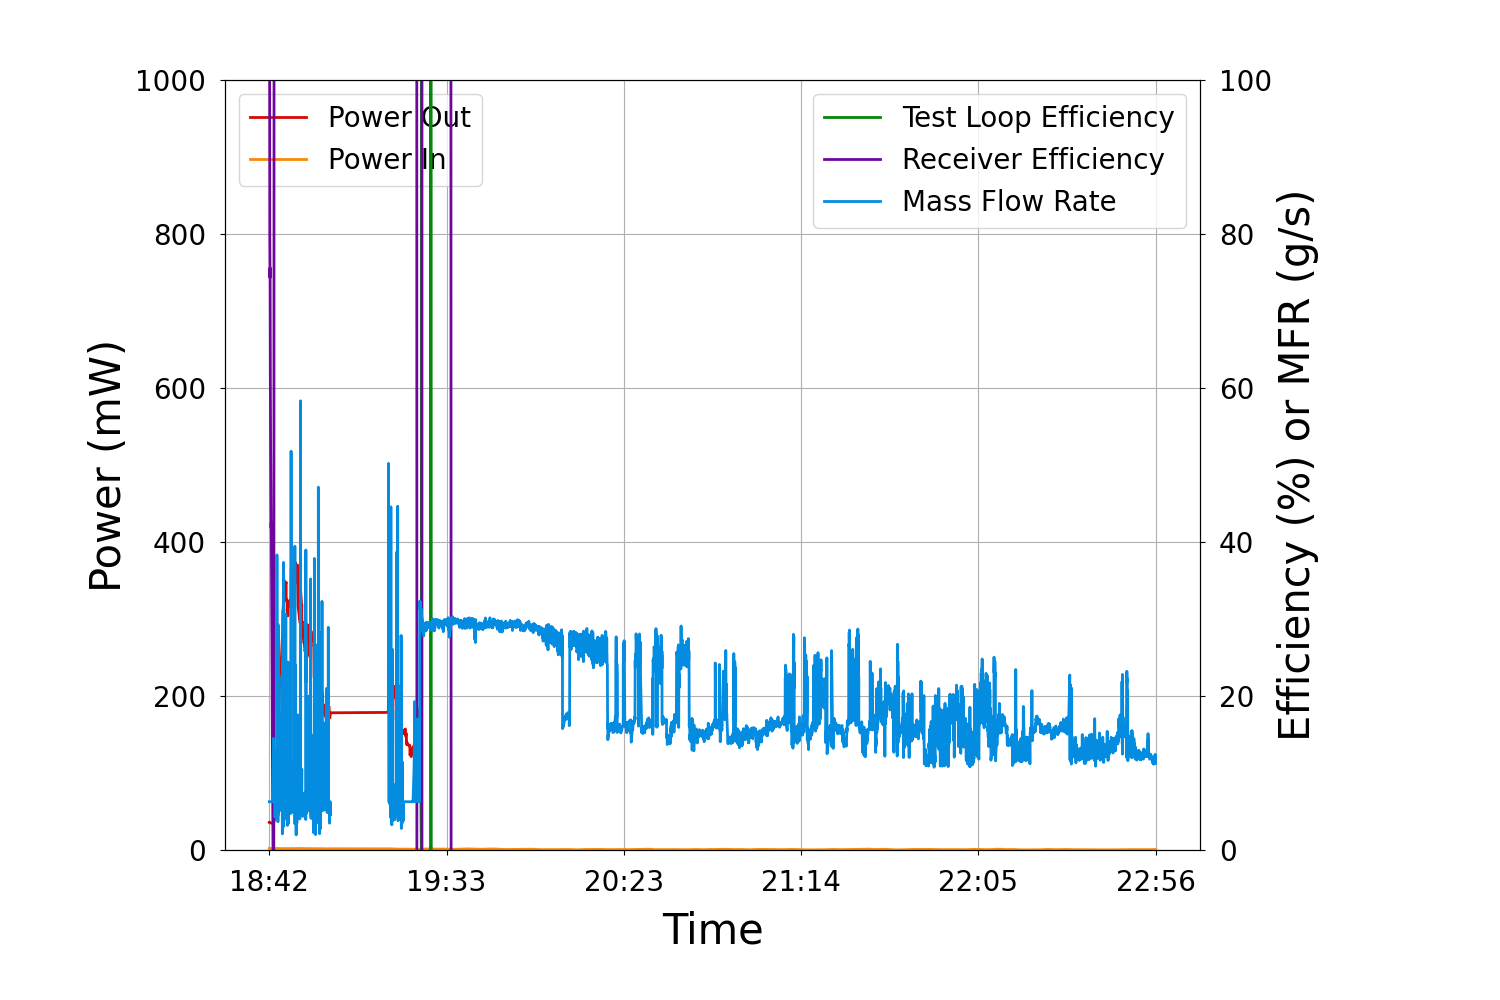 1000
800
600
400
200
0
Power (mW)
Power Out
Power In
Test Loop Efficiency
Receiver Efficiency
Mass Flow Rate
100
80
60
40
20
0
Efficiency (%) or MFR (g/s)
18:42 19:33 20:23 21:14 22:05 22:56
Time